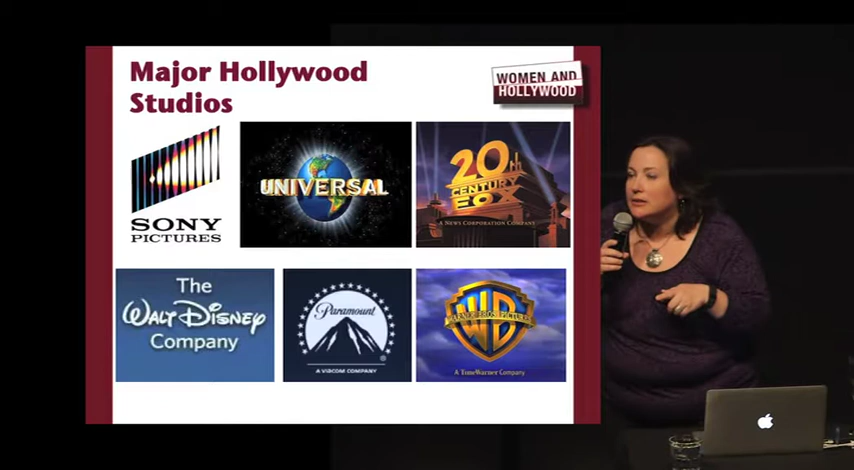 Major Hollywood
Studios
WOMEN AND
HOLLYWOOD
SONY
PICTURES
UNIVERSAL
20th
CENTURY
FOX
A NEWS CORPORATION COMPANY
The
WALT DISNEY
Company
Paramount
®
A VIACOM COMPANY
WB
WARNER BROS. PICTURES
A TimeWarner Company